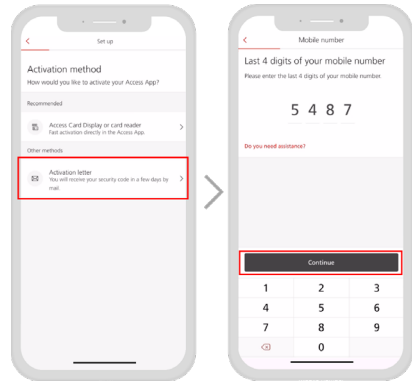 Set up
Activation method
How would you like to activate your Access App?
Recommended
Access Card Display or card reader
Fast activation directly in the Access App.
Other methods
Activation letter
You will receive your security code in a few days by
mail.
Mobile number
Last 4 digits of your mobile number
Please enter the last 4 digits of your mobile number.
5 4 8 7
Do you need assistance?
Continue
1 2 3
4 5 6
7 8 9
0